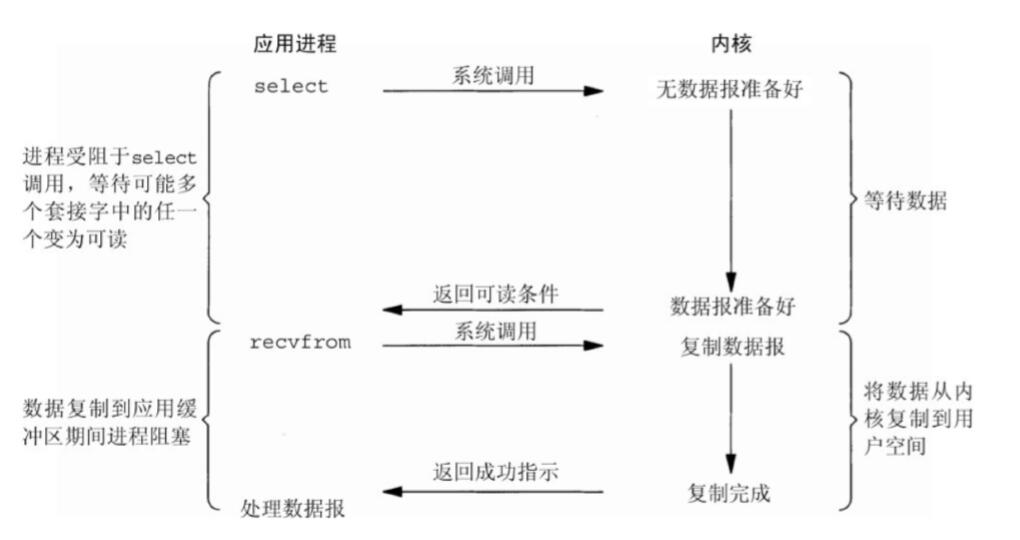 应用进程
内核
select
系统调用
无数据报准备好
进程受阻于select
调用，等待可能多
个套接字中的任一
个变为可读
等待数据
返回可读条件
数据报准备好
recvfrom
系统调用
复制数据报
数据复制到应用缓
冲区期间进程阻塞
将数据从内
核复制到用
户空间
返回成功指示
复制完成
处理数据报